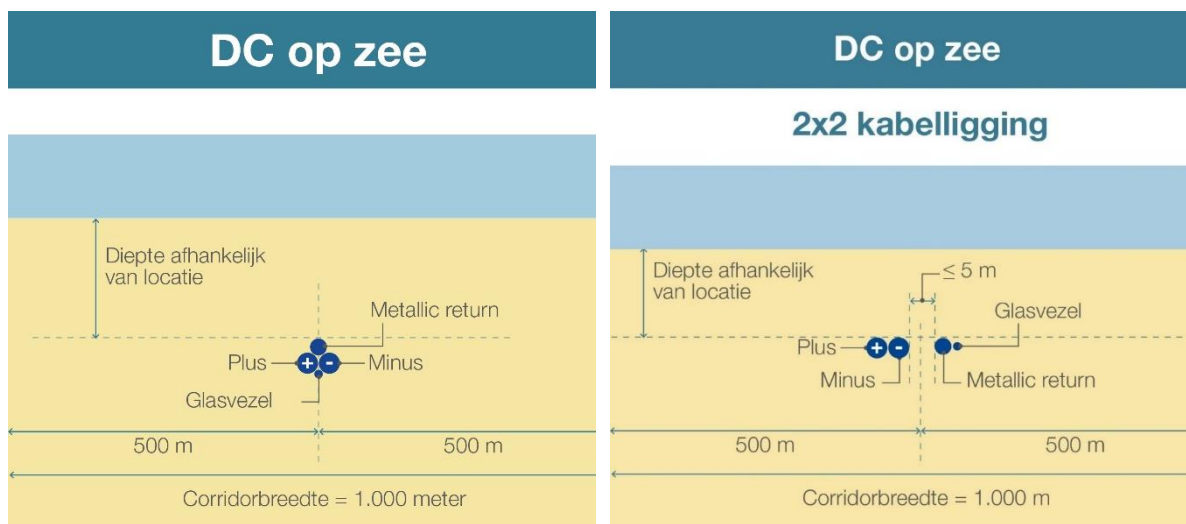 DC op zee
Diepte afhankelijk
van locatie
Metallic return
Plus
+
-
Minus
Glasvezel
500 m
500 m
Corridorbreedte = 1.000 meter
DC op zee
2x2 kabelligging
Diepte afhankelijk
van locatie
≤ 5 m
Glasvezel
Plus
+
-
Minus
Metallic return
500 m
500 m
Corridorbreedte = 1.000 m